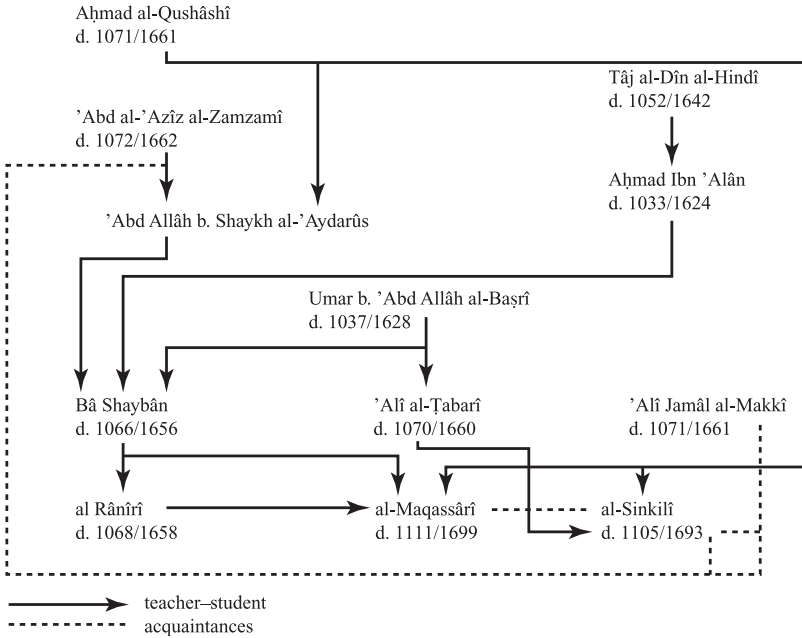 Aḥmad al-Qushâshî
d. 1071/1661
Tâj al-Dîn al-Hindî
d. 1052/1642
’Abd al-’Azîz al-Zamzamî
d. 1072/1662
Aḥmad Ibn ’Alân
d. 1033/1624
’Abd Allâh b. Shaykh al-’Aydarûs
Umar b. ’Abd Allâh al-Baṣrî
d. 1037/1628
Bâ Shaybân
d. 1066/1656
’Alî al-Ṭabarî
d. 1070/1660
’Alî Jamâl al-Makkî
d. 1071/1661
al Rânîrî
d. 1068/1658
al-Maqassârî
d. 1111/1699
al-Sinkilî
d. 1105/1693
teacher–student
acquaintances